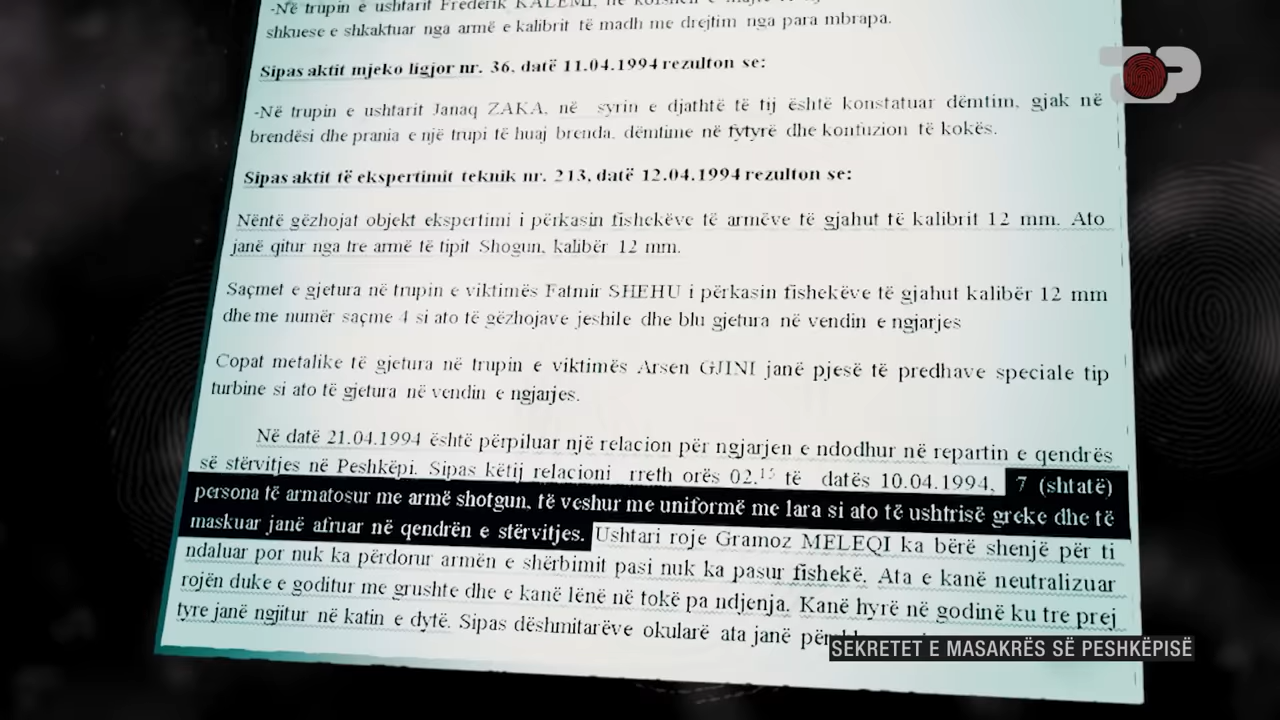 -Në trupin e ushtarit Frederik KALEMI, në
shkuese e shkaktuar nga armë e kalibrit të madh me drejtim nga para mbrapa.
Sipas aktit mjeko ligjor nr. 36, datë 11.04.1994 rezulton se:
-Në trupin e ushtarit Janaq ZAKA, në syrin e djathtë të tij është konstatuar dëmtim, gjak në
brendësi dhe prania e një trupi të huaj brenda, dëmtime në fytyrë dhe kontuzion të kokës.
Sipas aktit të ekspertimit teknik nr. 213, datë 12.04.1994 rezulton se:
Nëntë gëzhojat objekt ekspertimi i përkasin fishekëve të armëve të gjahut të kalibrit 12 mm. Ato
janë qitur nga tre armë të tipit Shogun, kalibër 12 mm.
Saçmet e gjetura në trupin e viktimës Fatmir SHEHU i përkasin fishekëve të gjahut kalibër 12 mm
dhe me numër saçme 4 si ato të gëzhojave jeshile dhe blu gjetura në vendin e ngjarjes
Copat metalike të gjetura në trupin e viktimës Arsen GJINI janë pjesë të predhave speciale tip
turbine si ato të gjetura në vendin e ngjarjes.
Në datë 21.04.1994 është përpiluar një relacion për ngjarjen e ndodhur në repartin e qendrës
së stërvitjes në Peshkëpi. Sipas këtij relacioni rreth orës 02.15 të datës 10.04.1994, 7 (shtatë)
persona të armatosur me armë shotgun, të veshur me uniformë me lara si ato të ushtrisë greke dhe të
maskuar janë afruar në qendrën e stërvitjes. Ushtari roje Gramoz MELEQI ka bërë shenjë për ti
ndaluar por nuk ka përdorur armën e shërbimit pasi nuk ka pasur fishekë. Ata e kanë neutralizuar
rojën duke e goditur me grushte dhe e kanë lënë në tokë pa ndjenja. Kanë hyrë në godinë ku tre prej
tyre janë ngjitur në katin e dytë. Sipas dëshmitarëve okularë ata janë
SEKRETET E MASAKRËS SË PESHKËPISË